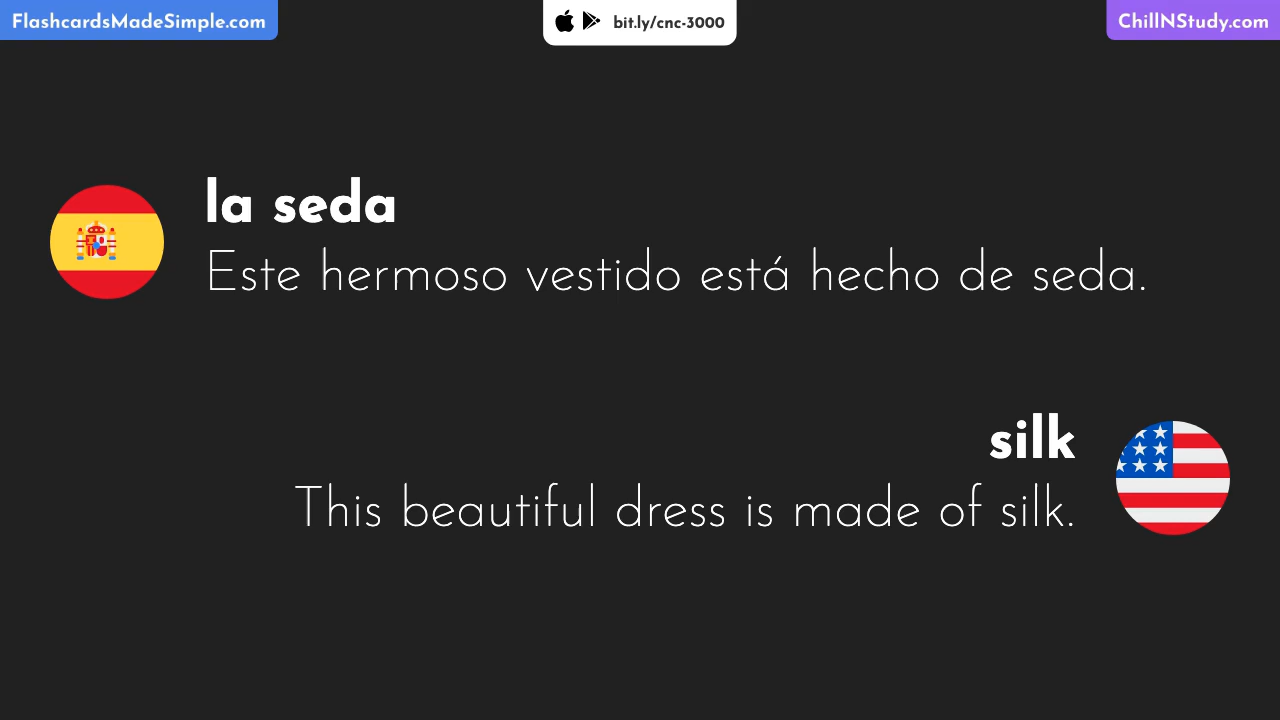 FlashcardsMadeSimple.com
bit.ly/cnc-3000
ChillNStudy.com
la seda
Este hermoso vestido está hecho de seda.
silk
This beautiful dress is made of silk.